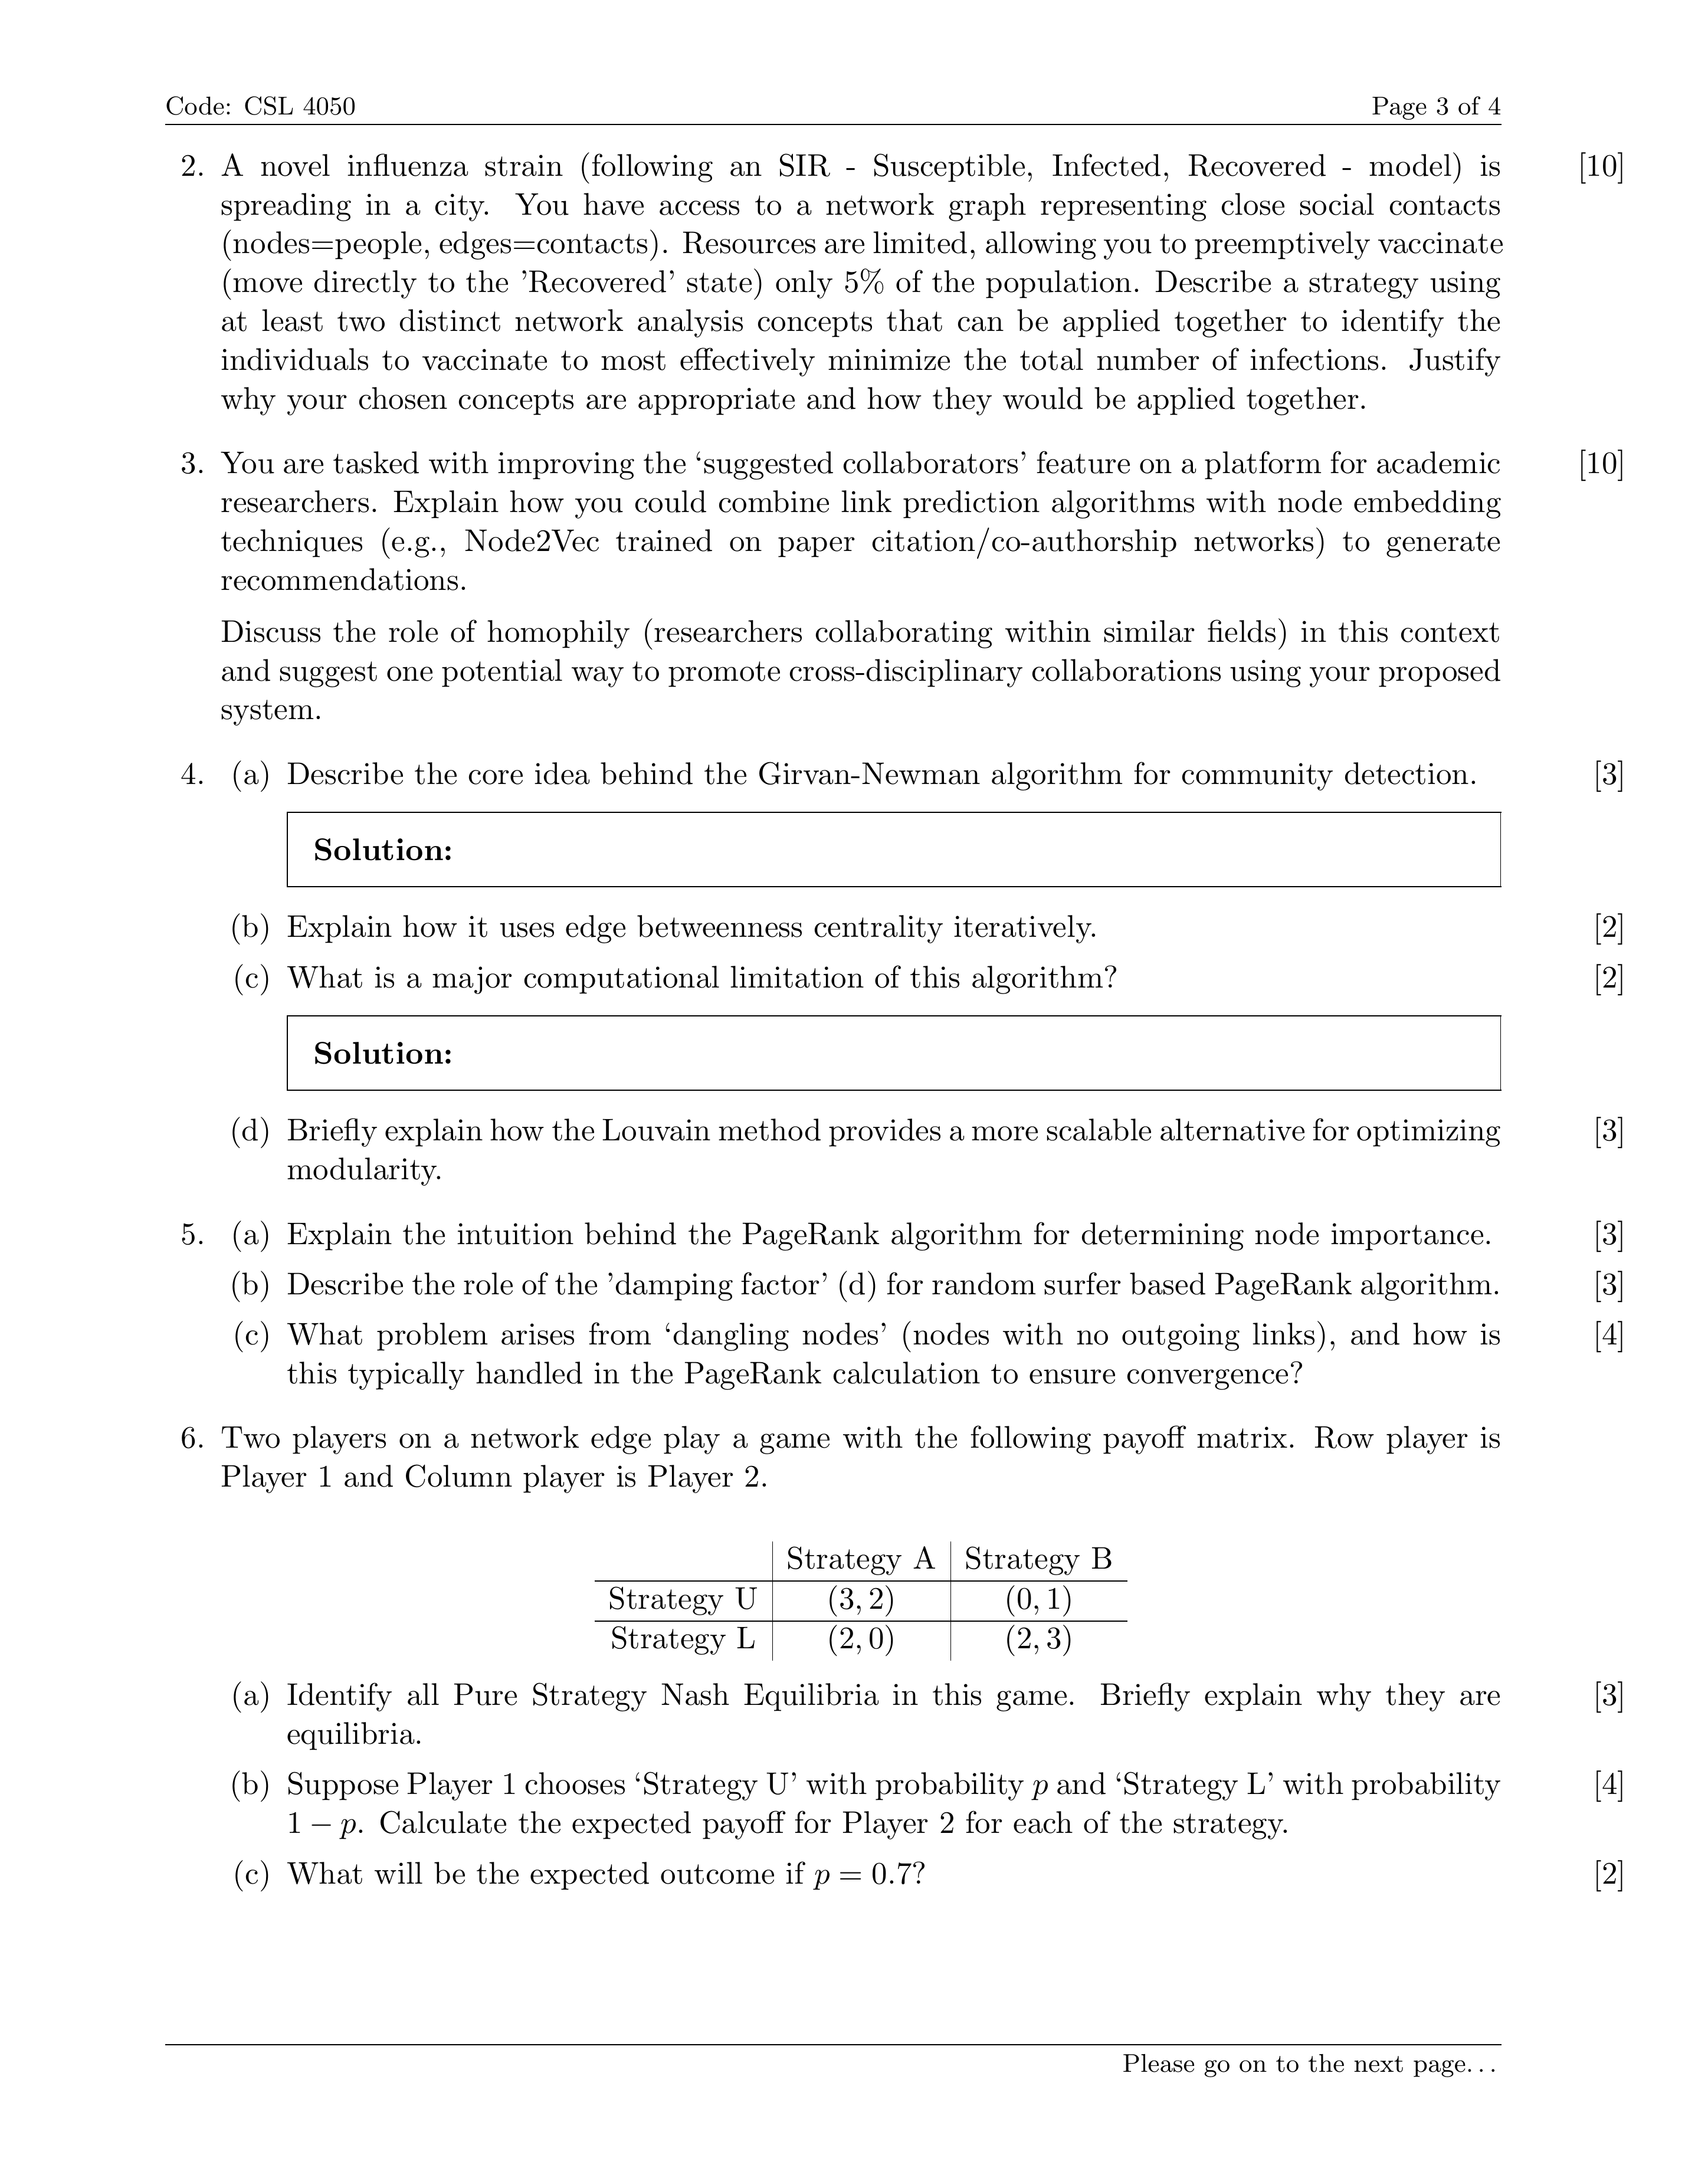 Code: CSL 4050 Page 3 of 4
2. A novel influenza strain (following an SIR - Susceptible, Infected, Recovered - model) is [10]
spreading in a city. You have access to a network graph representing close social contacts
(nodes=people, edges=contacts). Resources are limited, allowing you to preemptively vaccinate
(move directly to the 'Recovered' state) only 5% of the population. Describe a strategy using
at least two distinct network analysis concepts that can be applied together to identify the
individuals to vaccinate to most effectively minimize the total number of infections. Justify
why your chosen concepts are appropriate and how they would be applied together.
3. You are tasked with improving the ‘suggested collaborators’ feature on a platform for academic [10]
researchers. Explain how you could combine link prediction algorithms with node embedding
techniques (e.g., Node2Vec trained on paper citation/co-authorship networks) to generate
recommendations.
Discuss the role of homophily (researchers collaborating within similar fields) in this context
and suggest one potential way to promote cross-disciplinary collaborations using your proposed
system.
4. (a) Describe the core idea behind the Girvan-Newman algorithm for community detection. [3]
Solution:
(b) Explain how it uses edge betweenness centrality iteratively. [2]
(c) What is a major computational limitation of this algorithm? [2]
Solution:
(d) Briefly explain how the Louvain method provides a more scalable alternative for optimizing [3]
modularity.
5. (a) Explain the intuition behind the PageRank algorithm for determining node importance. [3]
(b) Describe the role of the 'damping factor' (d) for random surfer based PageRank algorithm. [3]
(c) What problem arises from ‘dangling nodes’ (nodes with no outgoing links), and how is [4]
this typically handled in the PageRank calculation to ensure convergence?
6. Two players on a network edge play a game with the following payoff matrix. Row player is
Player 1 and Column player is Player 2.
Strategy A Strategy B
Strategy U (3, 2) (0, 1)
Strategy L (2, 0) (2, 3)
(a) Identify all Pure Strategy Nash Equilibria in this game. Briefly explain why they are [3]
equilibria.
(b) Suppose Player 1 chooses ‘Strategy U’ with probability p and ‘Strategy L’ with probability [4]
1 − p. Calculate the expected payoff for Player 2 for each of the strategy.
(c) What will be the expected outcome if p = 0.7? [2]
Please go on to the next page. . .